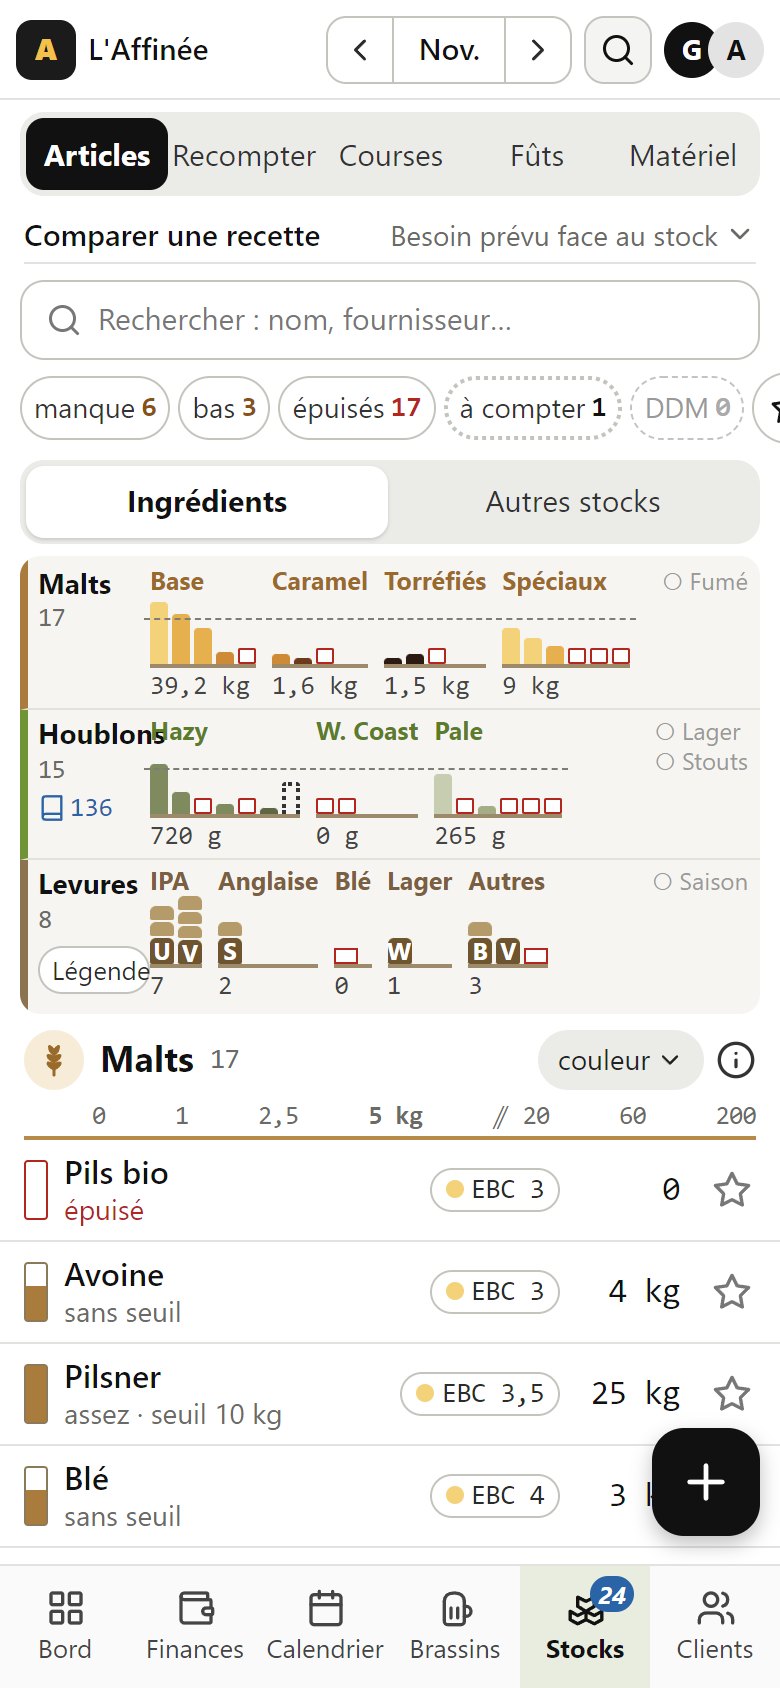 A L'Affinée Nov. G A
Articles Recompter Courses Fûts Matériel
Comparer une recette Besoin prévu face au stock
Rechercher : nom, fournisseur...
manque 6 bas 3 épuisés 17 à compter 1 DDM 0
Ingrédients Autres stocks
Malts Base Caramel Torréfiés Spéciaux Fumé
17
39,2 kg 1,6 kg 1,5 kg 9 kg
Houblons Hazy W. Coast Pale Lager
15 Stouts
136
720 g 0 g 265 g
Levures IPA Anglaise Blé Lager Autres Saison
8
U V S W B V
Légende 7 2 0 1 3
Malts 17 couleur
0 1 2,5 5 kg // 20 60 200
Pils bio EBC 3 0
épuisé
Avoine EBC 3 4 kg
sans seuil
Pilsner EBC 3,5 25 kg
assez · seuil 10 kg
Blé EBC 4 3
sans seuil
24
Bord Finances Calendrier Brassins Stocks Clients